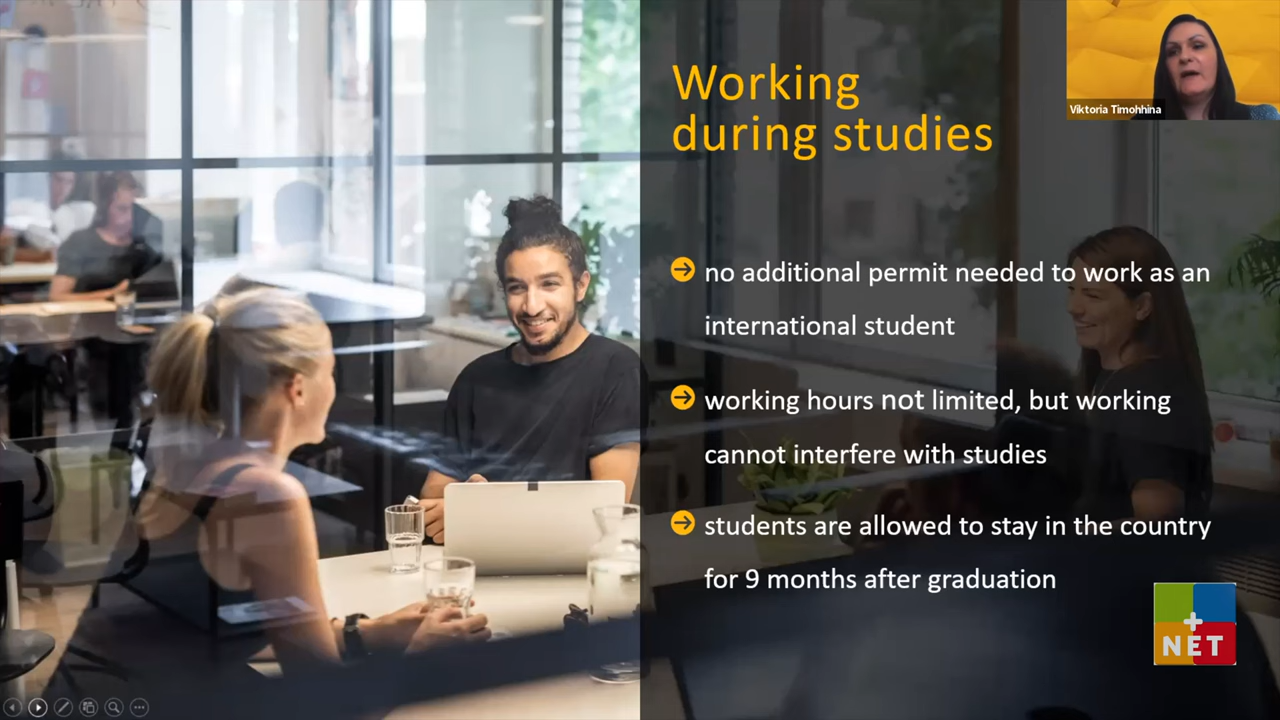 Working
during studies
Viktoria Timohhina
no additional permit needed to work as an
international student
working hours not limited, but working
cannot interfere with studies
students are allowed to stay in the country
for 9 months after graduation
+
NET